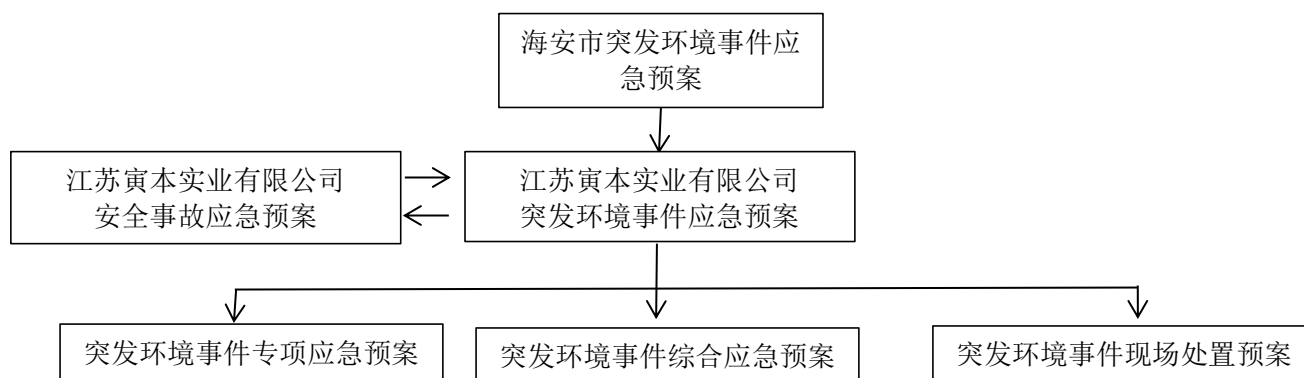 海安市突发环境事件应
急预案
江苏寅本实业有限公司
安全事故应急预案
江苏寅本实业有限公司
突发环境事件应急预案
突发环境事件专项应急预案
突发环境事件综合应急预案
突发环境事件现场处置预案